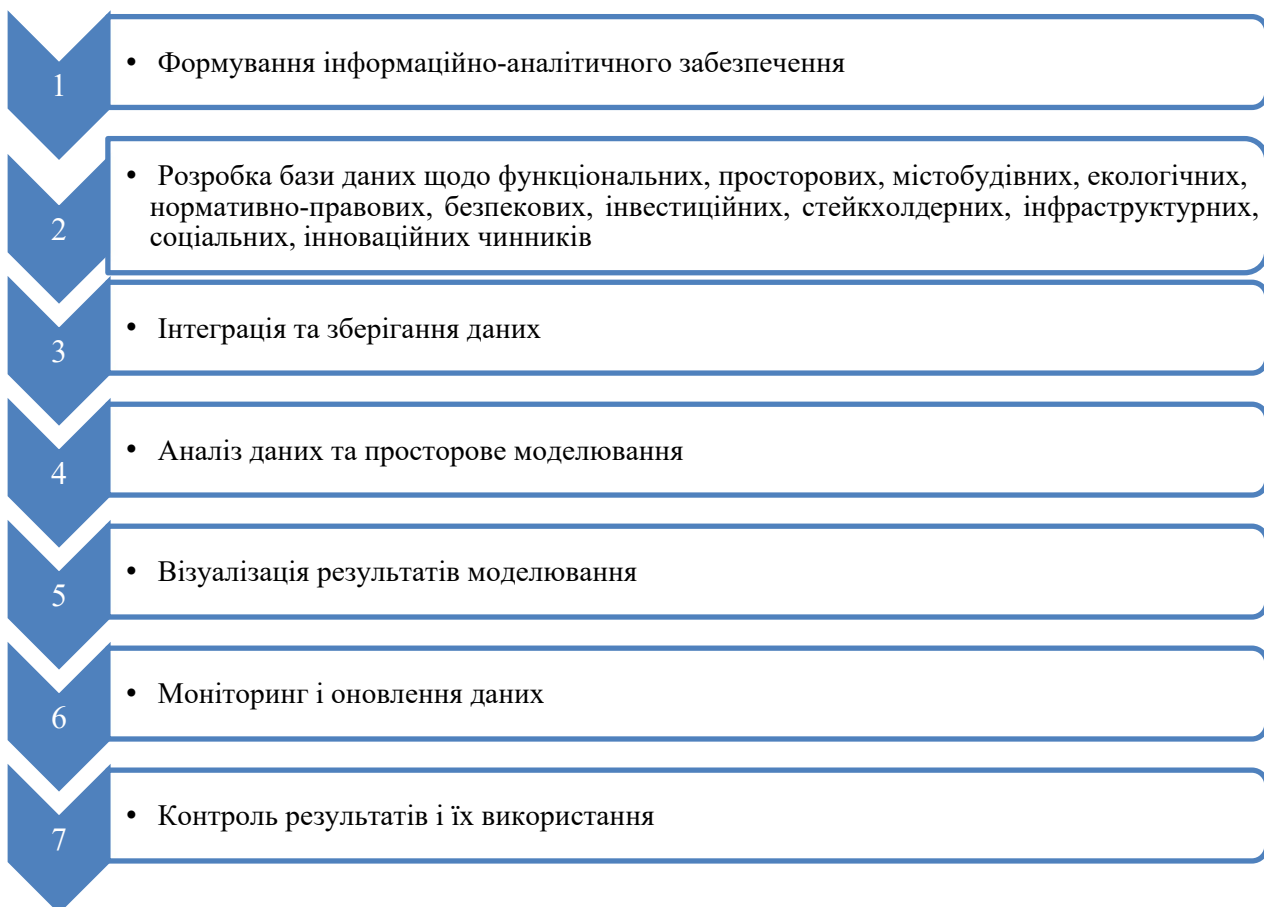 1
• Формування інформаційно-аналітичного забезпечення
2
• Розробка бази даних щодо функціональних, просторових, містобудівних, екологічних,
нормативно-правових, безпекових, інвестиційних, стейкхолдерних, інфраструктурних,
соціальних, інноваційних чинників
3
• Інтеграція та зберігання даних
4
• Аналіз даних та просторове моделювання
5
• Візуалізація результатів моделювання
6
• Моніторинг і оновлення даних
7
• Контроль результатів і їх використання